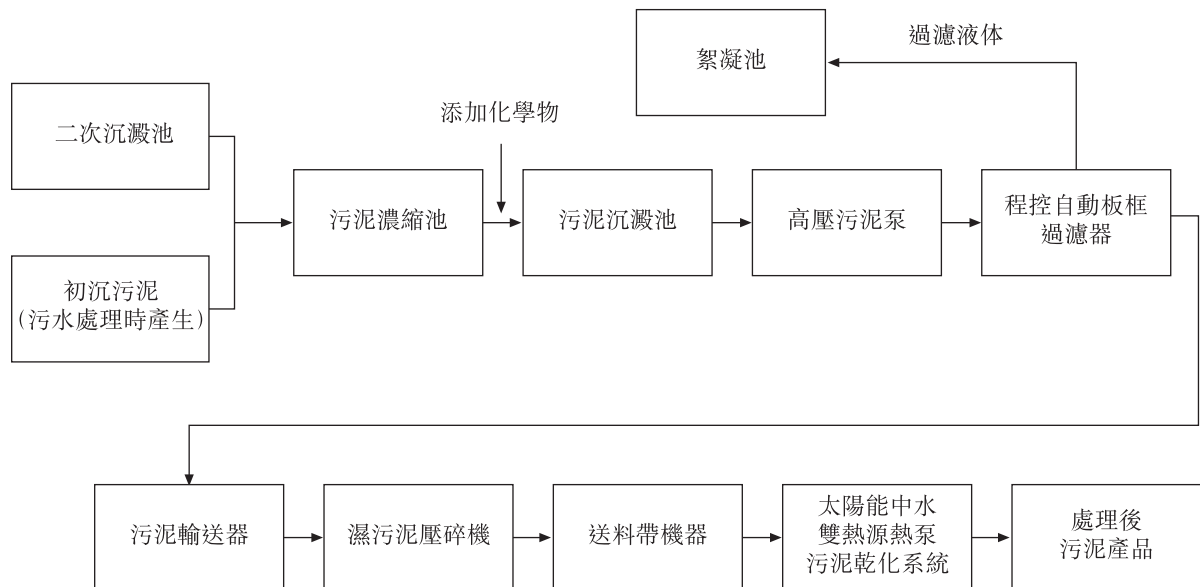 絮凝池
過濾液体
二次沉澱池
添加化學物
污泥濃縮池
污泥沉澱池
高壓污泥泵
程控自動板框
過濾器
初沉污泥
(污水處理時產生)
污泥輸送器
濕污泥壓碎機
送料帶機器
太陽能中水
雙熱源熱泵
污泥乾化系統
處理後
污泥產品